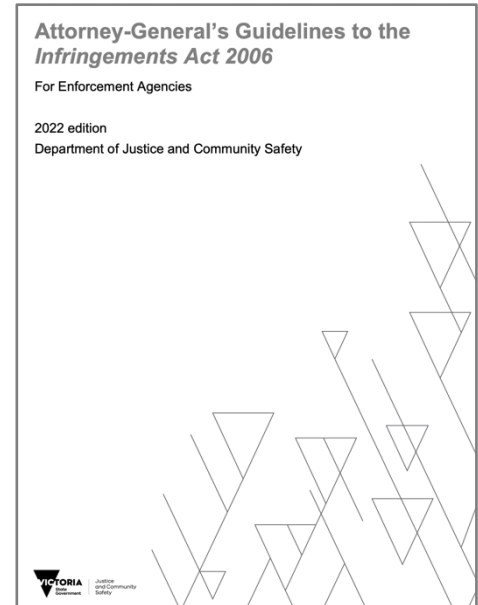 Attorney-General’s Guidelines to the
Infringements Act 2006
For Enforcement Agencies
2022 edition
Department of Justice and Community Safety
VICTORIA
State
Government
Justice
and Community
Safety